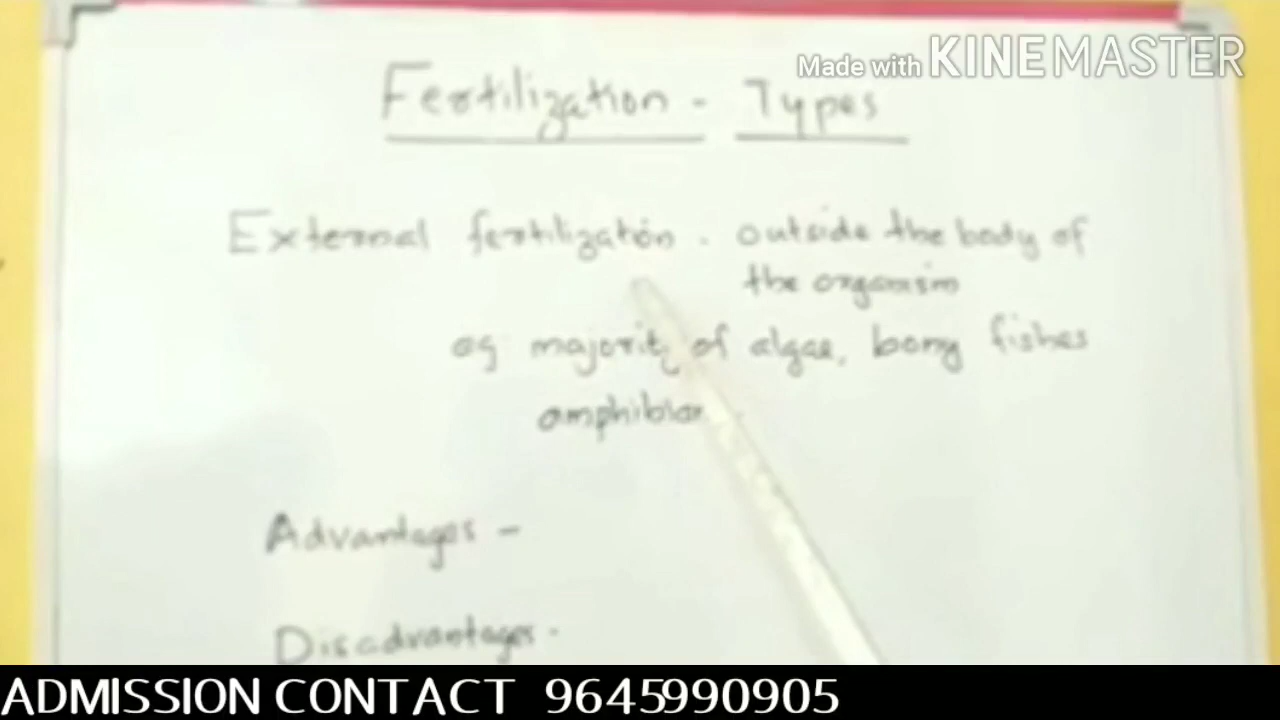 Made with KINEMASTER
Fertilization - Types
External fertilization - outside the body of
the organism
eg majority of algae, bony fishes
amphibian
Advantages -
Disadvantages -
ADMISSION CONTACT 9645990905